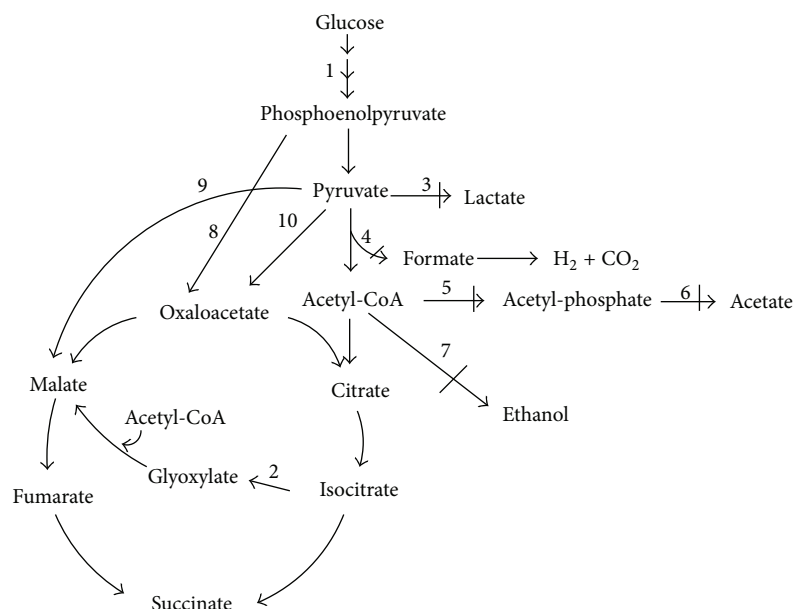 Glucose
1
Phosphoenolpyruvate
9
Pyruvate
3
Lactate
8
10
4
Formate
H₂ + CO₂
Acetyl-CoA
5
Acetyl-phosphate
6
Acetate
Oxaloacetate
7
Malate
Citrate
Acetyl-CoA
Ethanol
Glyoxylate
2
Isocitrate
Fumarate
Succinate